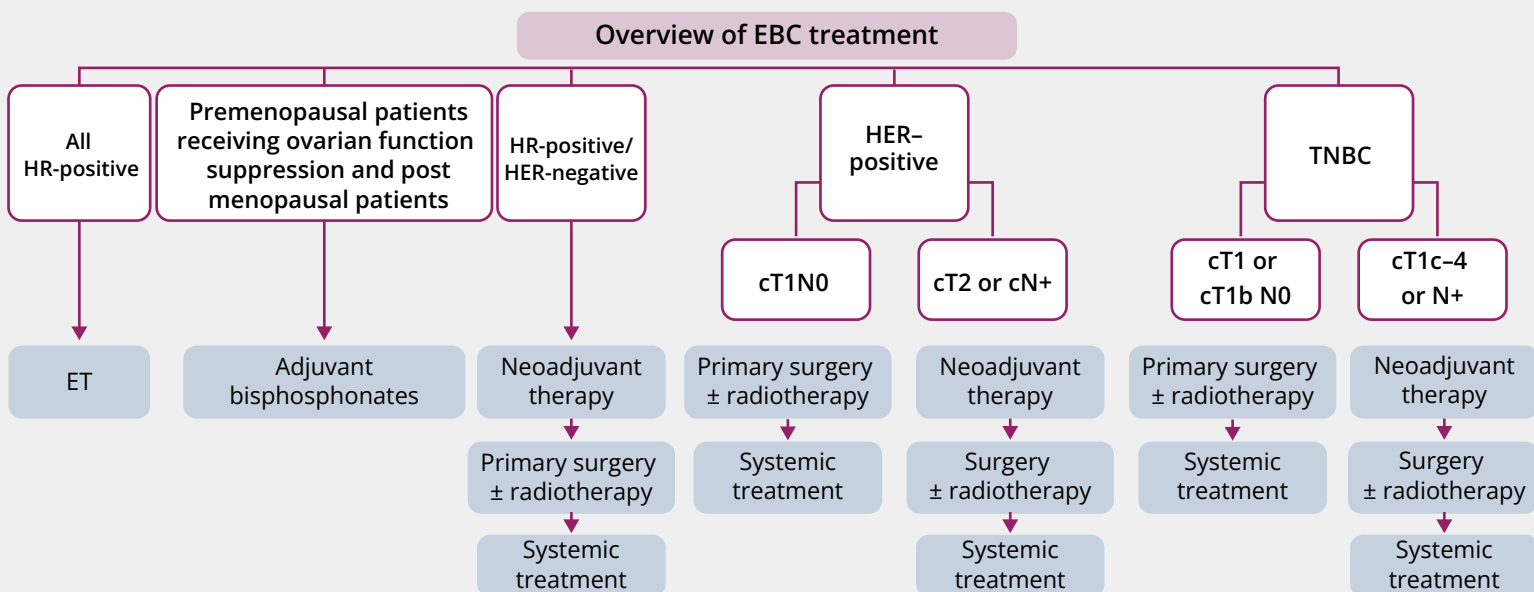 Overview of EBC treatment
All
HR-positive
Premenopausal patients
receiving ovarian function
suppression and post
menopausal patients
HR-positive/
HER-negative
HER–
positive
TNBC
cT1N0
cT2 or cN+
cT1 or
cT1b N0
cT1c–4
or N+
ET
Adjuvant
bisphosphonates
Neoadjuvant
therapy
Primary surgery
± radiotherapy
Systemic
treatment
Primary surgery
± radiotherapy
Systemic
treatment
Neoadjuvant
therapy
Surgery
± radiotherapy
Systemic
treatment
Primary surgery
± radiotherapy
Systemic
treatment
Neoadjuvant
therapy
Surgery
± radiotherapy
Systemic
treatment